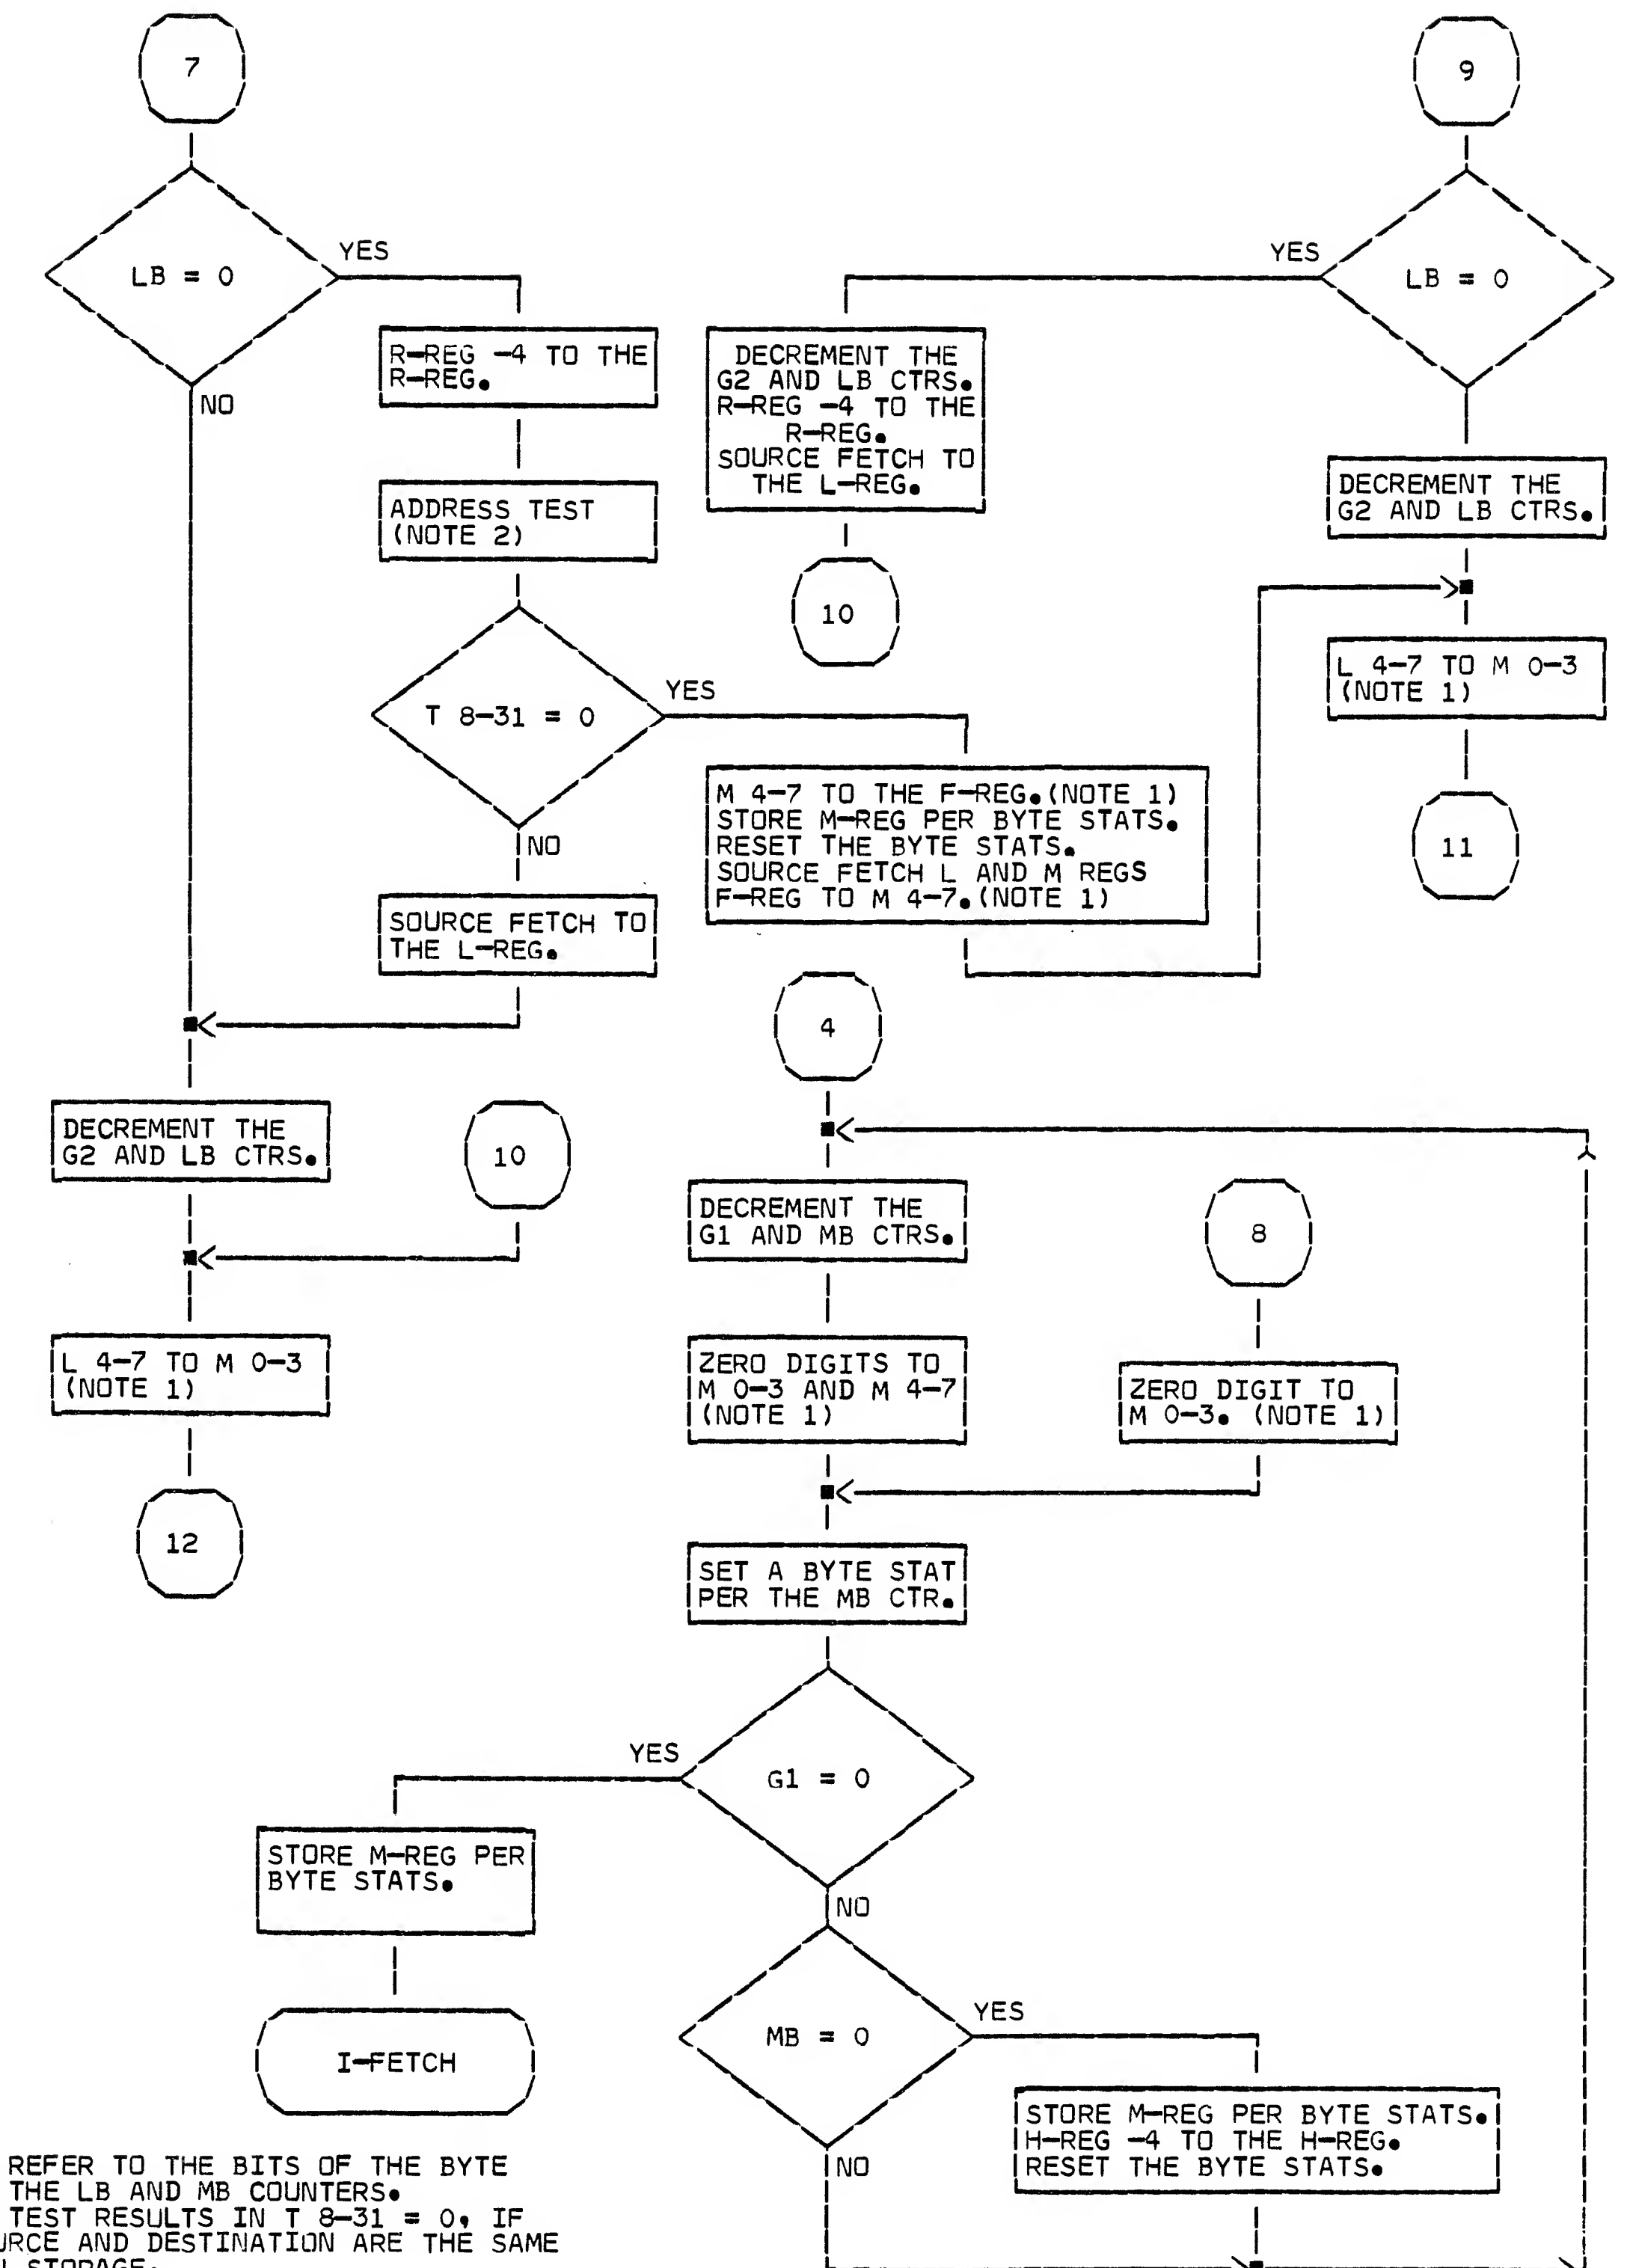 7
9
LB = 0
YES
NO
YES
LB = 0
R-REG -4 TO THE
R-REG.
DECREMENT THE
G2 AND LB CTRS.
R-REG -4 TO THE
R-REG.
SOURCE FETCH TO
THE L-REG.
ADDRESS TEST
(NOTE 2)
DECREMENT THE
G2 AND LB CTRS.
10
T 8-31 = 0
YES
NO
L 4-7 TO M 0-3
(NOTE 1)
M 4-7 TO THE F-REG.(NOTE 1)
STORE M-REG PER BYTE STATS.
RESET THE BYTE STATS.
SOURCE FETCH L AND M REGS
F-REG TO M 4-7.(NOTE 1)
11
SOURCE FETCH TO
THE L-REG.
4
DECREMENT THE
G2 AND LB CTRS.
10
DECREMENT THE
G1 AND MB CTRS.
8
L 4-7 TO M 0-3
(NOTE 1)
ZERO DIGITS TO
M 0-3 AND M 4-7
(NOTE 1)
ZERO DIGIT TO
M 0-3. (NOTE 1)
12
SET A BYTE STAT
PER THE MB CTR.
YES
G1 = 0
NO
STORE M-REG PER
BYTE STATS.
I-FETCH
MB = 0
YES
NO
STORE M-REG PER BYTE STATS.
H-REG -4 TO THE H-REG.
RESET THE BYTE STATS.
REFER TO THE BITS OF THE BYTE
THE LB AND MB COUNTERS.
TEST RESULTS IN T 8-31 = 0, IF
AND DESTINATION ARE THE SAME
STORAGE.